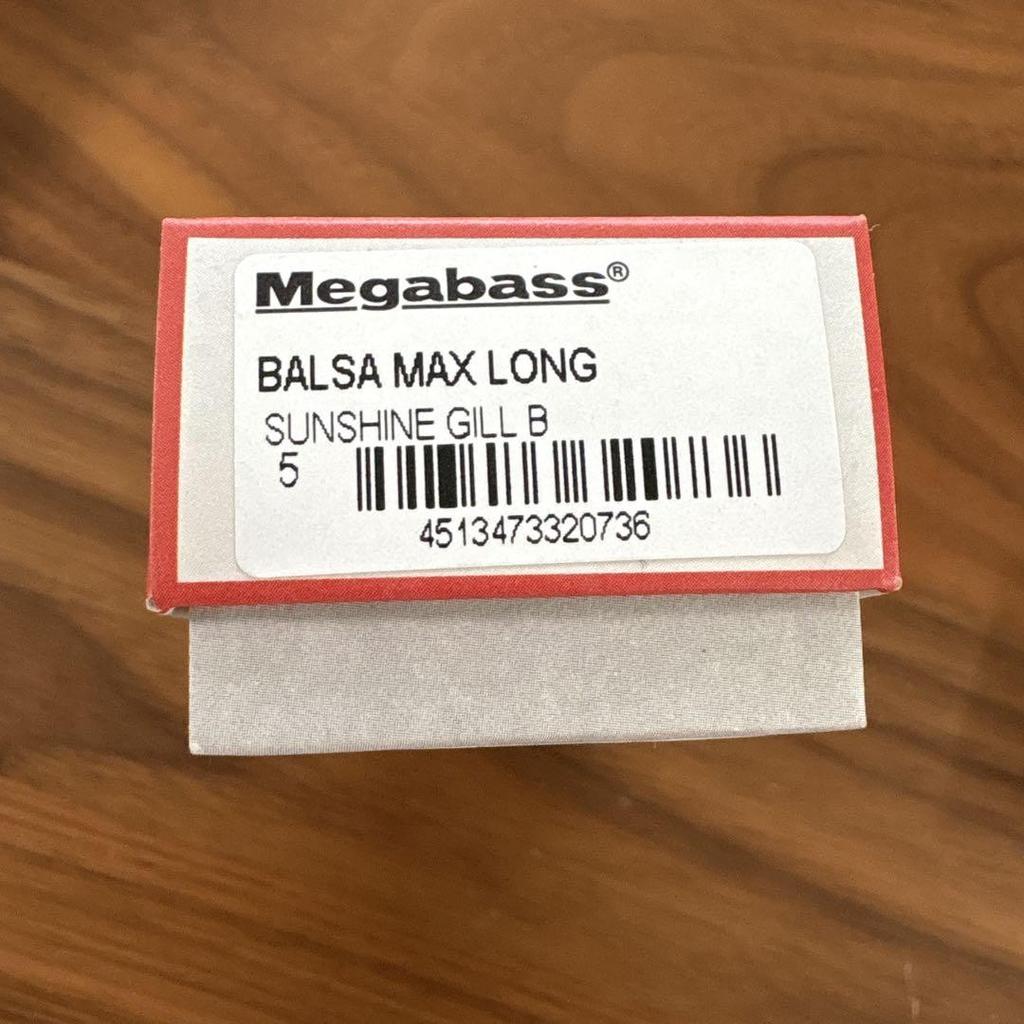 Megabass®
BALSA MAX LONG
SUNSHINE GILL B
5
4513473320736